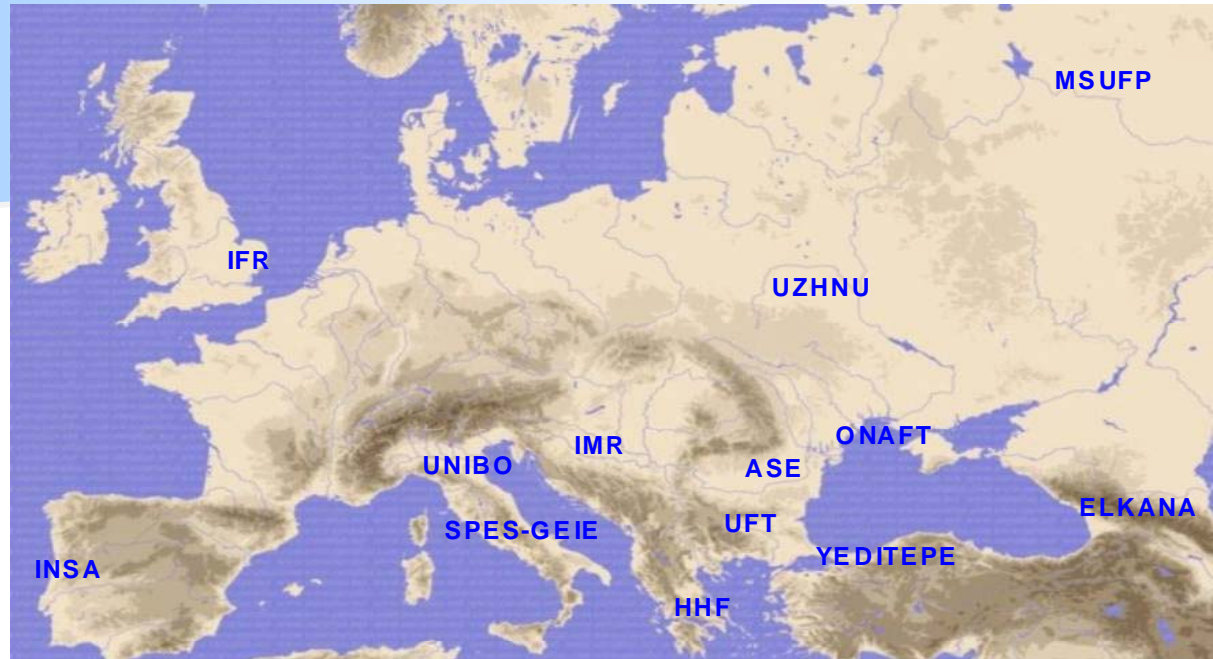 MSUFP
IFR
UZHNU
ONAFT
IMR
UNIBO
ASE
ELKANA
UFT
SPES-GEIE
YEDITEPE
INSA
HHF